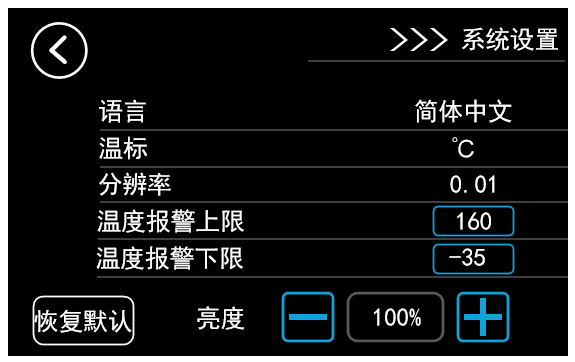 >>> 系统设置
语言 简体中文
温标 ℃
分辨率 0.01
温度报警上限 160
温度报警下限 -35
恢复默认 亮度 100%